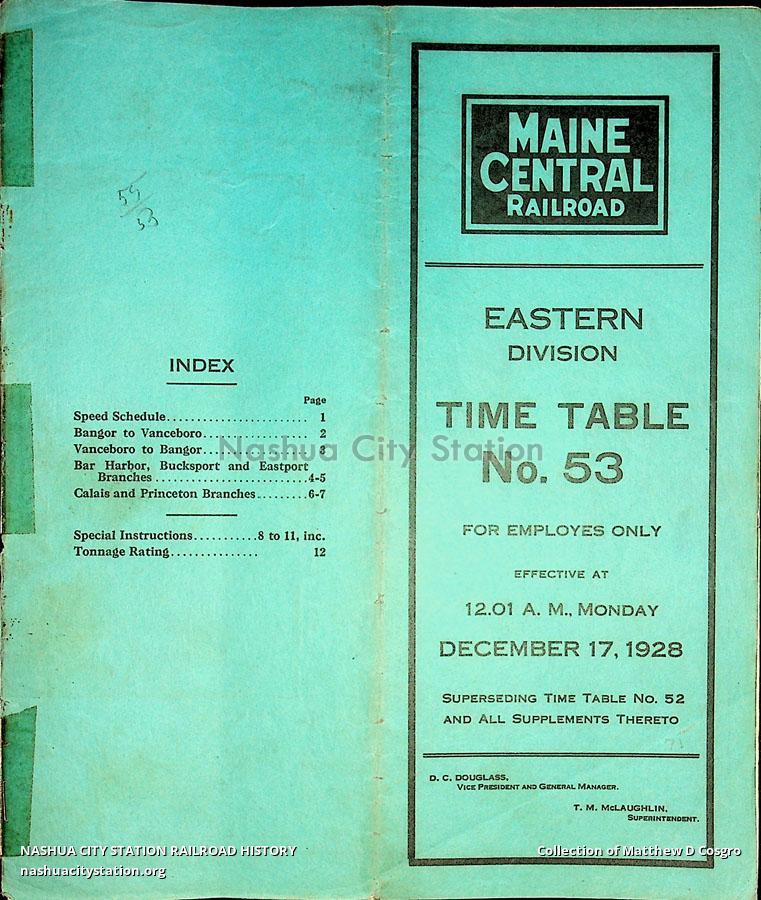 55
53
INDEX
Page
Speed Schedule........................ 1
Bangor to Vanceboro.................. 2
Vanceboro to Bangor..................
Bar Harbor, Bucksport and Eastport
Branches ..........................4-5
Calais and Princeton Branches.........6-7
Special Instructions...........8 to 11, inc.
Tonnage Rating............... 12
MAINE
CENTRAL
RAILROAD
EASTERN
DIVISION
TIME TABLE
No. 53
FOR EMPLOYES ONLY
EFFECTIVE AT
12.01 A. M., MONDAY
DECEMBER 17, 1928
SUPERSEDING TIME TABLE NO. 52
AND ALL SUPPLEMENTS THERETO
D. C. DOUGLASS,
VICE PRESIDENT AND GENERAL MANAGER.
T. M. McLAUGHLIN,
SUPERINTENDENT.
Nashua City Station
NASHUA CITY STATION RAILROAD HISTORY
nashuacitystation.org
Collection of Matthew D Cosgro